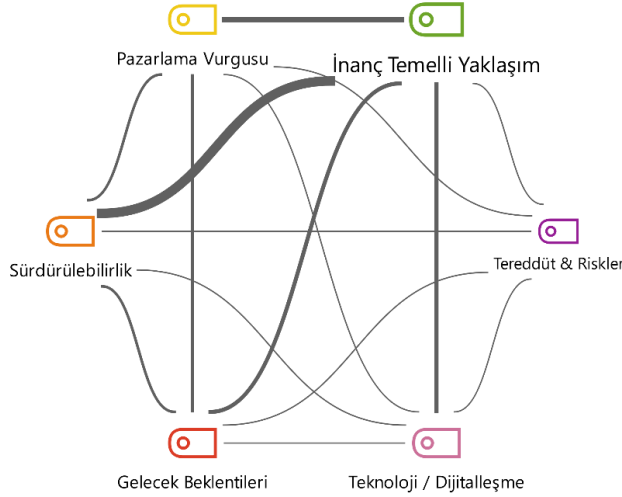 Pazarlama Vurgusu
İnanç Temelli Yaklaşım
Sürdürülebilirlik
Tereddüt & Riskler
Gelecek Beklentileri
Teknoloji / Dijitalleşme